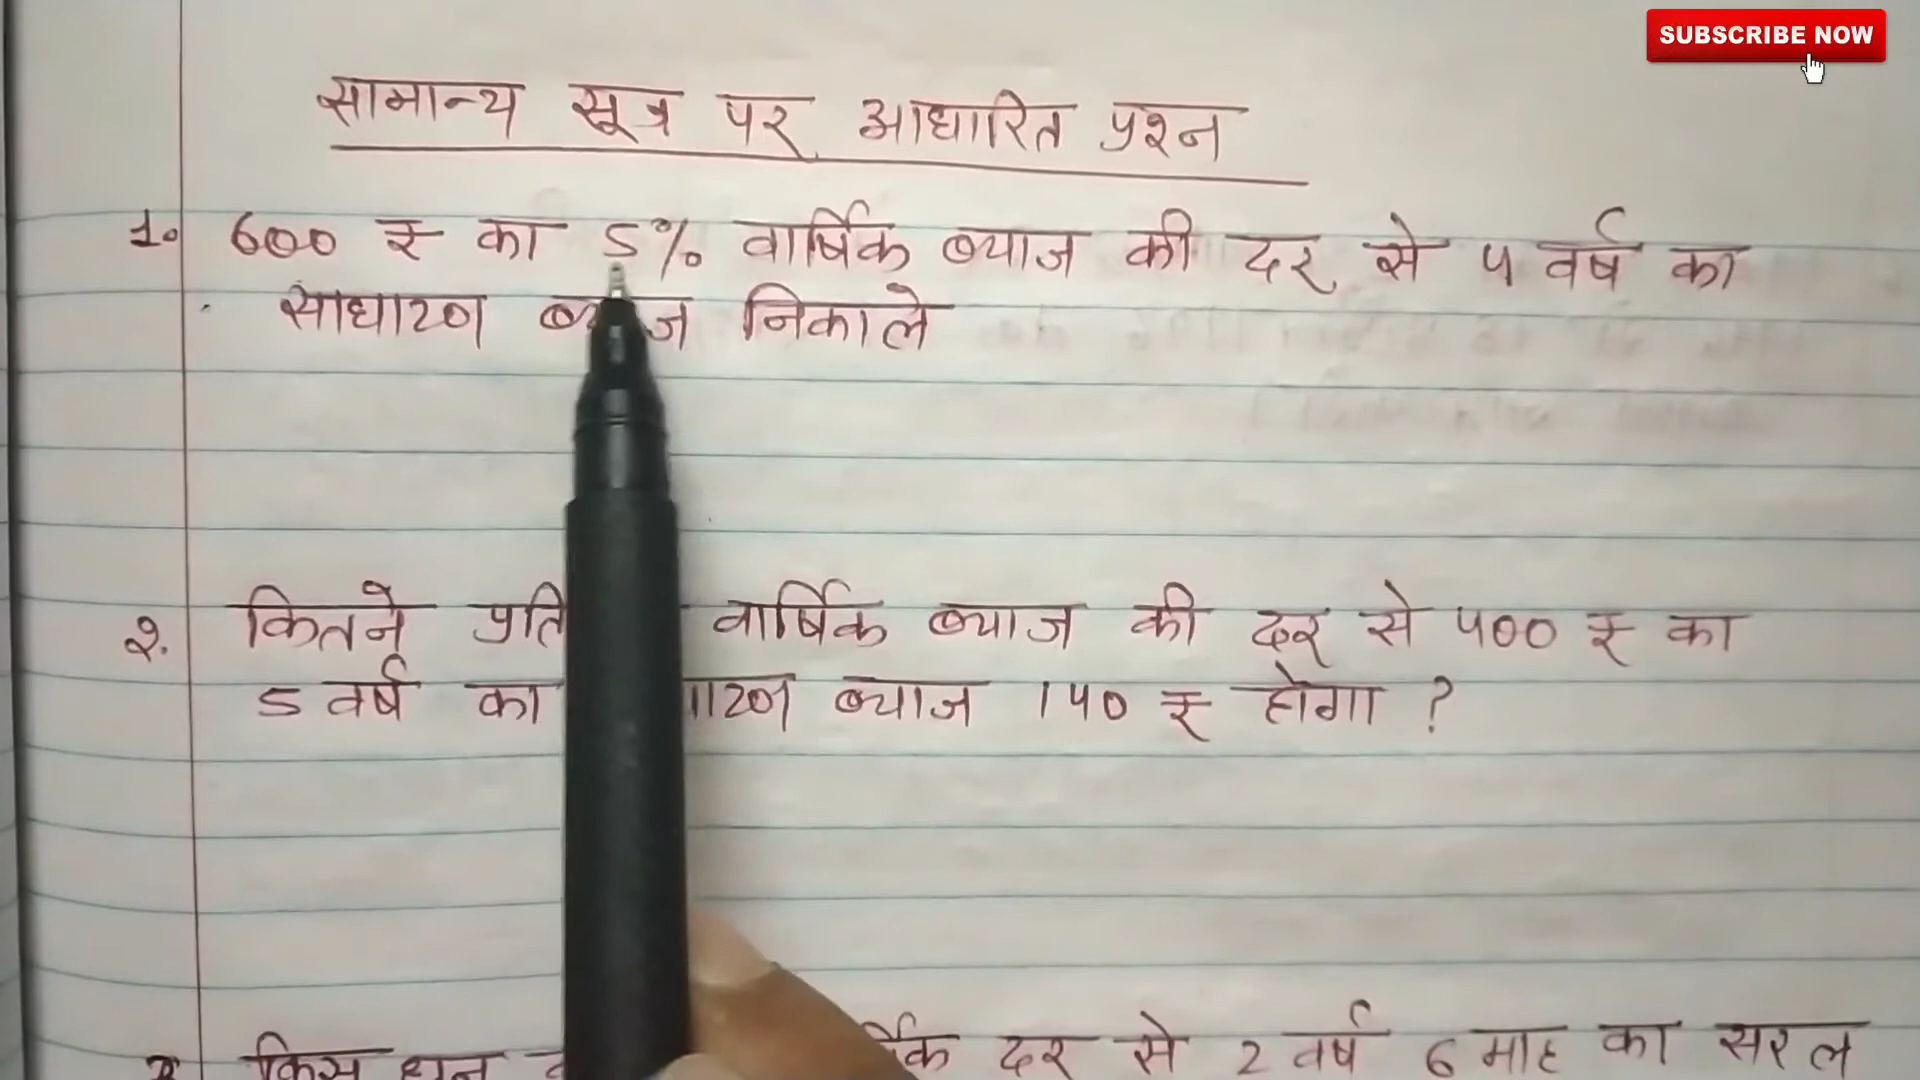 SUBSCRIBE NOW
सामान्य सूत्र पर आधारित प्रश्न
1. 600 ₹ का 5% वार्षिक ब्याज की दर से 4 वर्ष का
साधारण ब्याज निकाले
2. कितने वार्षिक ब्याज की दर से 400 ₹ का
5 वर्ष का ब्याज 140 ₹ होगा ?
किस धन दर से 2 वर्ष 6 माह का सरल